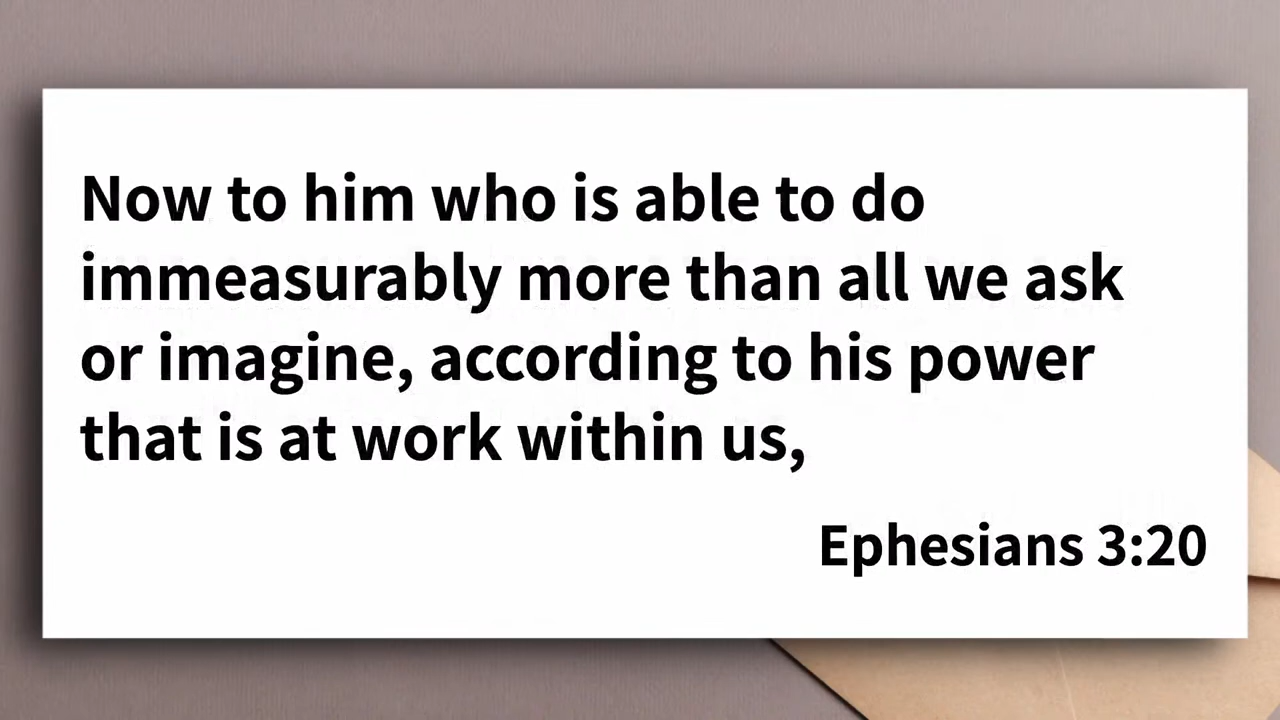 Now to him who is able to do
immeasurably more than all we ask
or imagine, according to his power
that is at work within us,
Ephesians 3:20